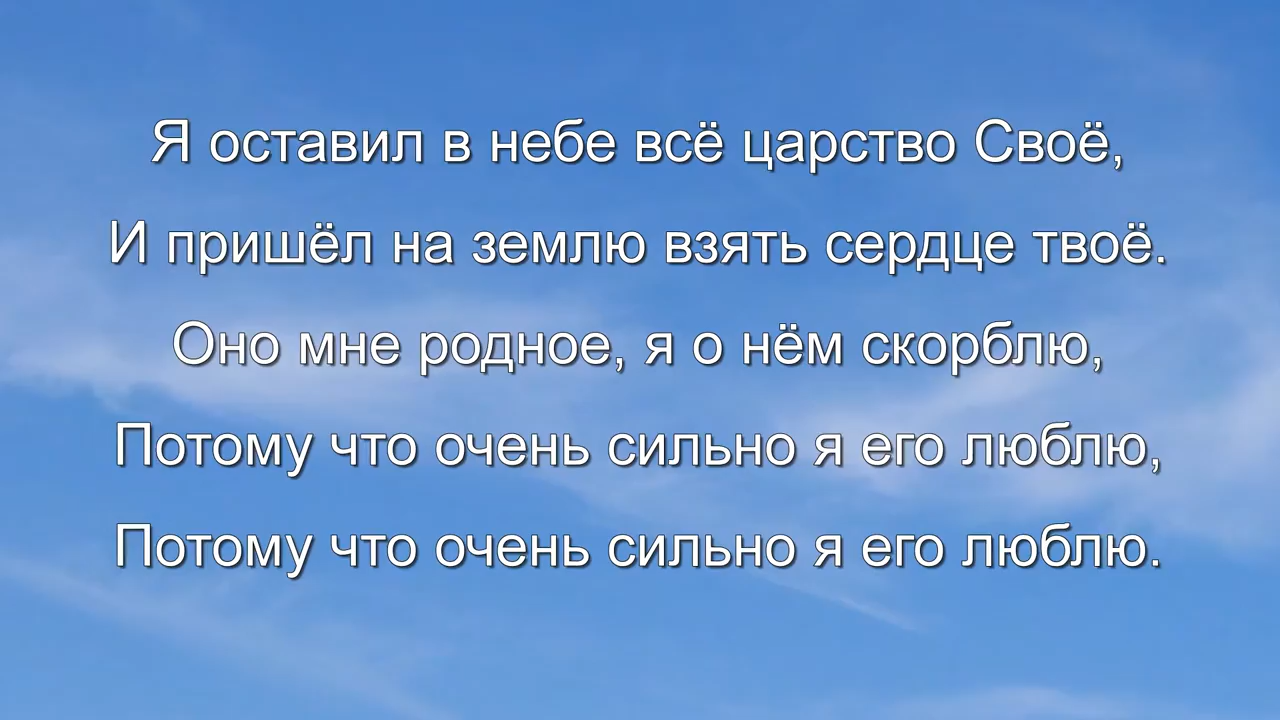 Я оставил в небе всё царство Своё,
И пришёл на землю взять сердце твоё.
Оно мне родное, я о нём скорблю,
Потому что очень сильно я его люблю,
Потому что очень сильно я его люблю.